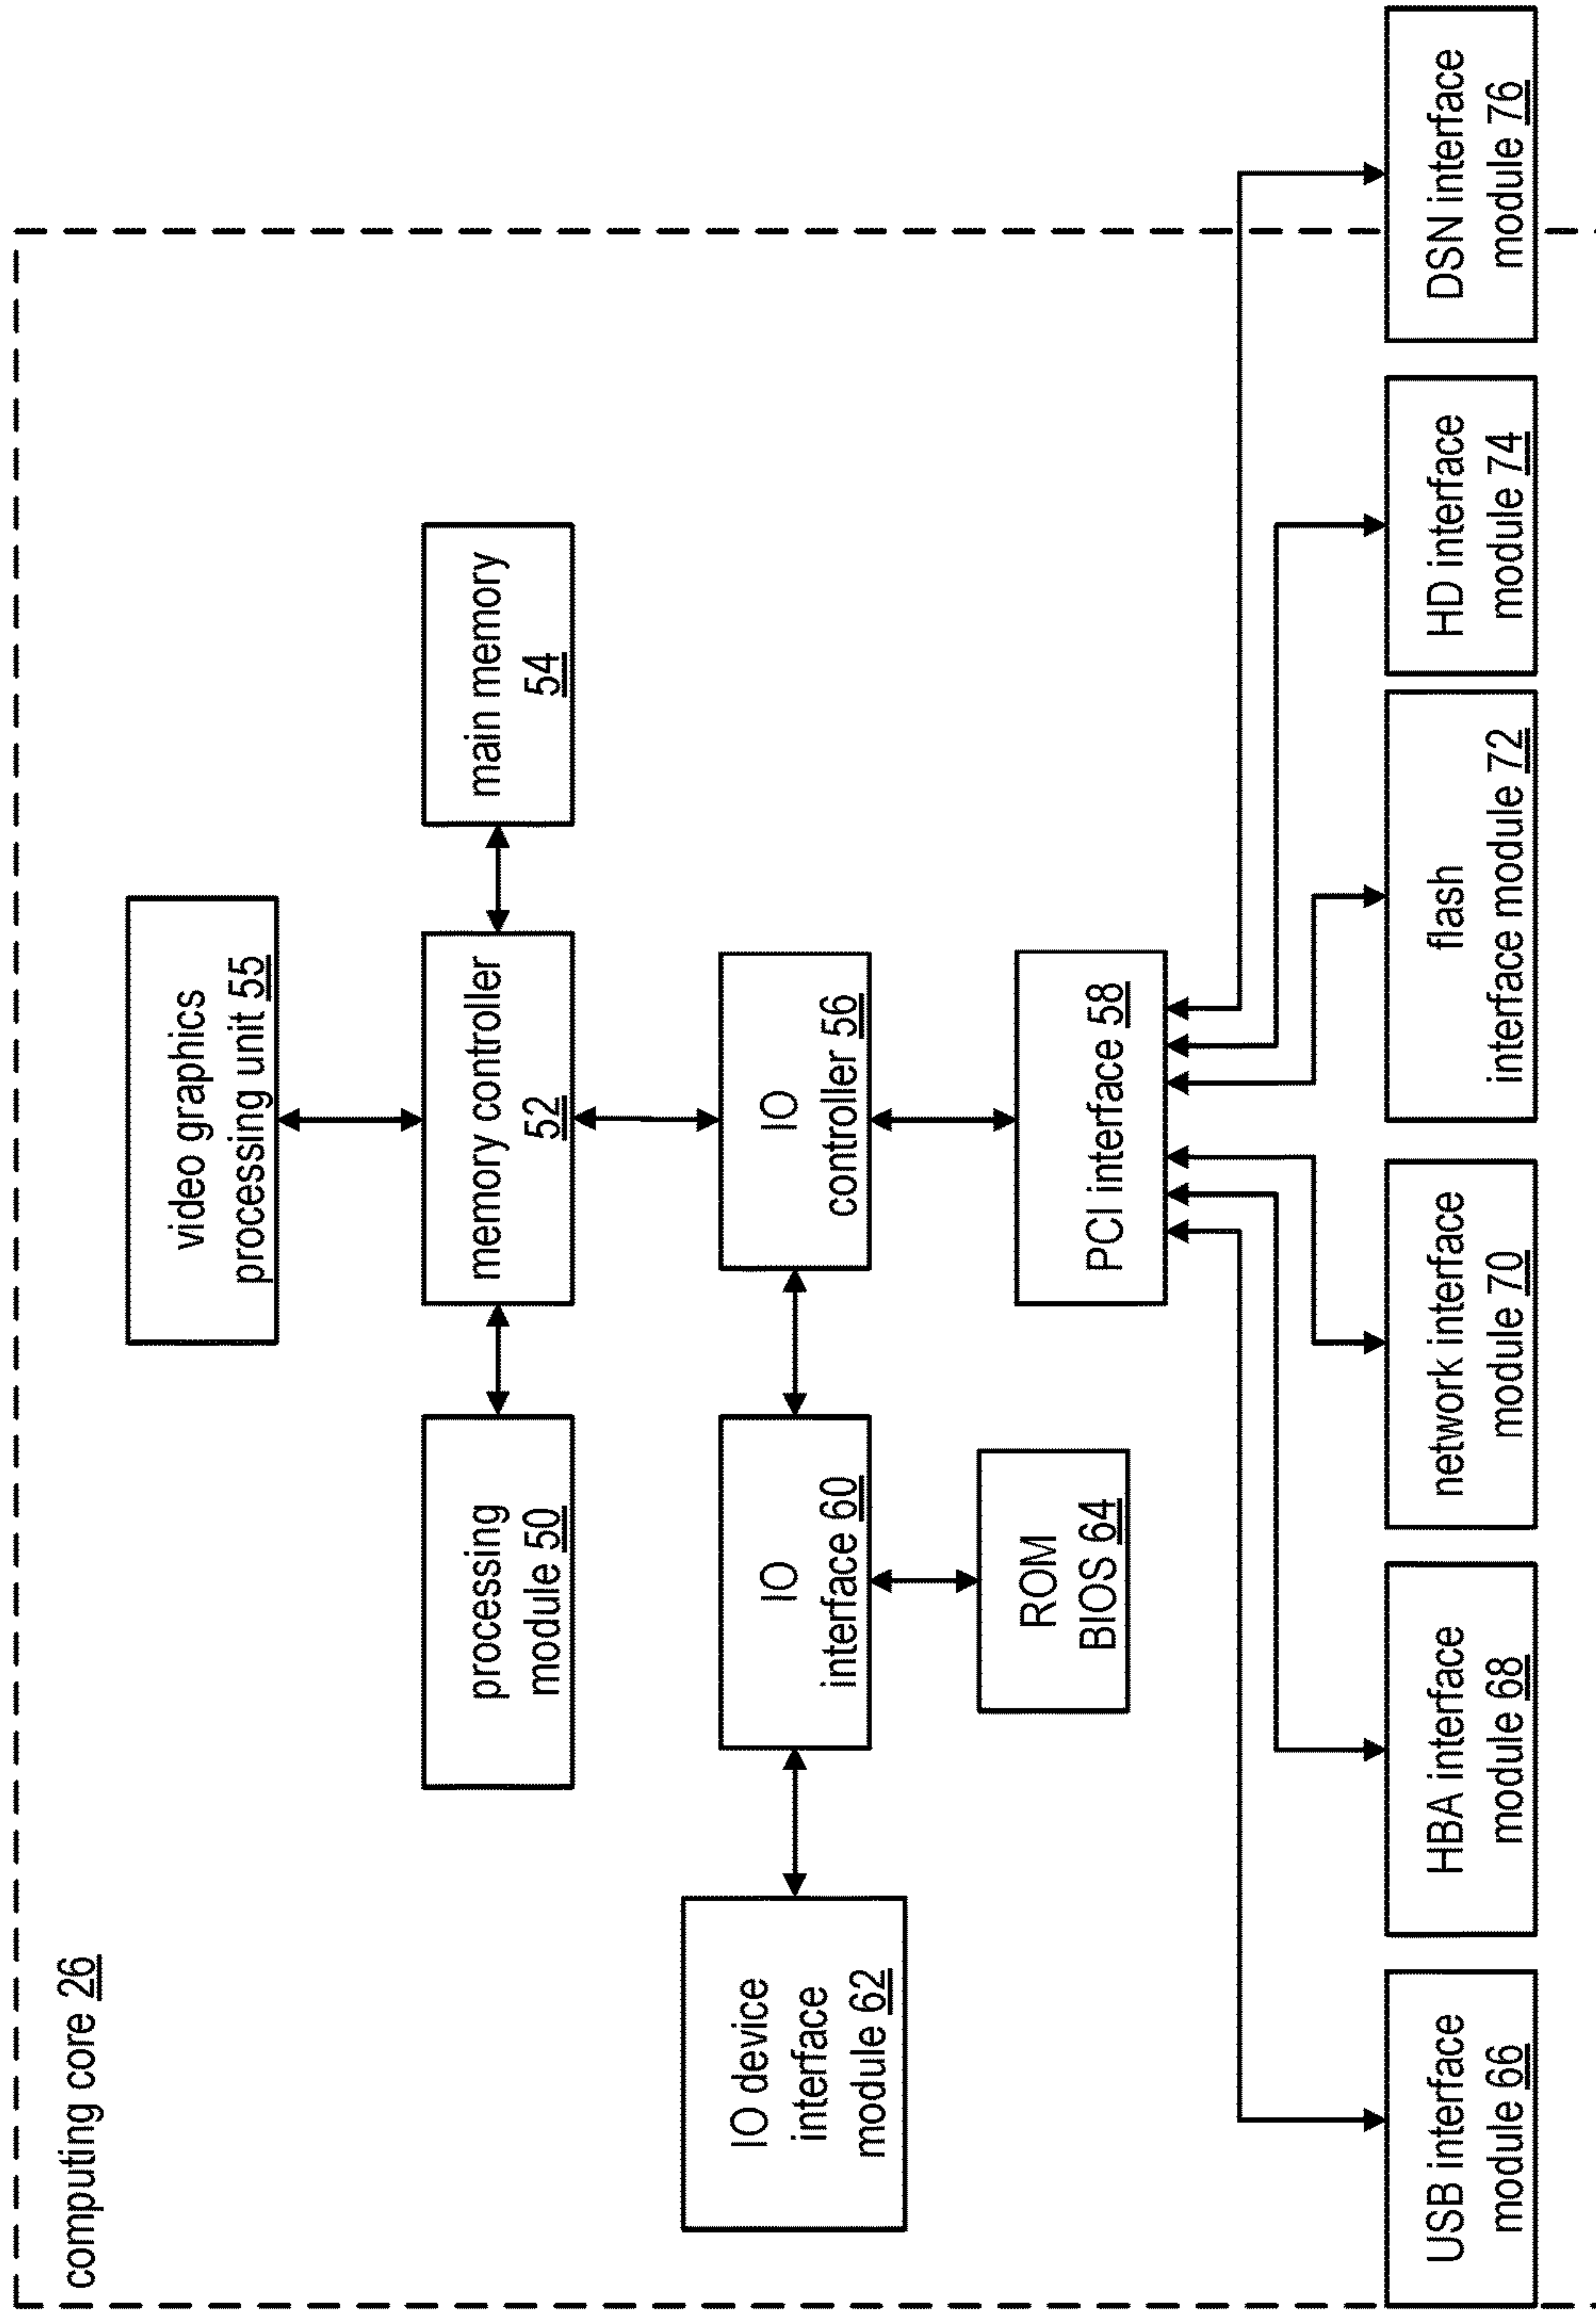 computing core 26
video graphics
processing unit 55
processing
module 50
memory controller
52
main memory
54
IO device
interface
module 62
IO
interface 60
IO
controller 56
ROM
BIOS 64
PCI interface 58
USB interface
module 66
HBA interface
module 68
network interface
module 70
flash
interface module 72
HD interface
module 74
DSN interface
module 76